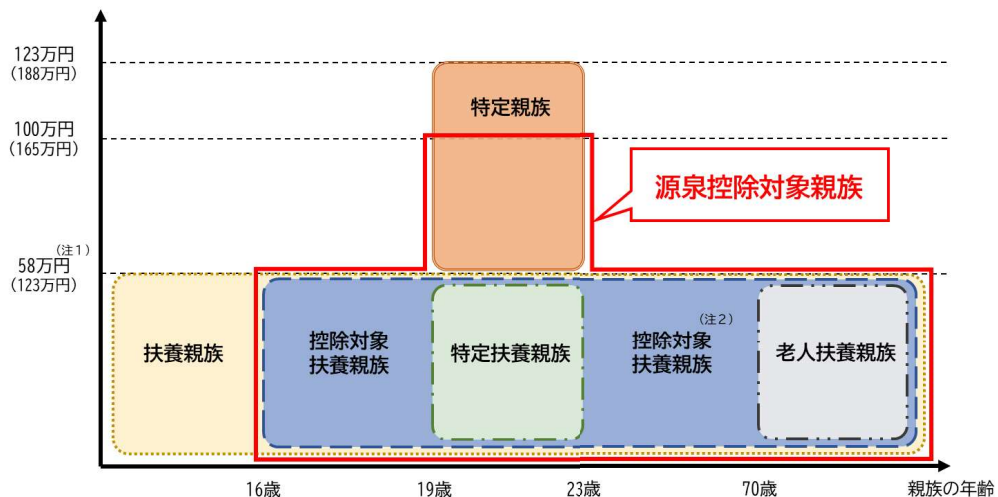 123万円
（188万円）
特定親族
100万円
（165万円）
源泉控除対象親族
（注１）
58万円
（123万円）
（注２）
扶養親族
控除対象
扶養親族
特定扶養親族
控除対象
扶養親族
老人扶養親族
16歳
19歳
23歳
70歳
親族の年齢